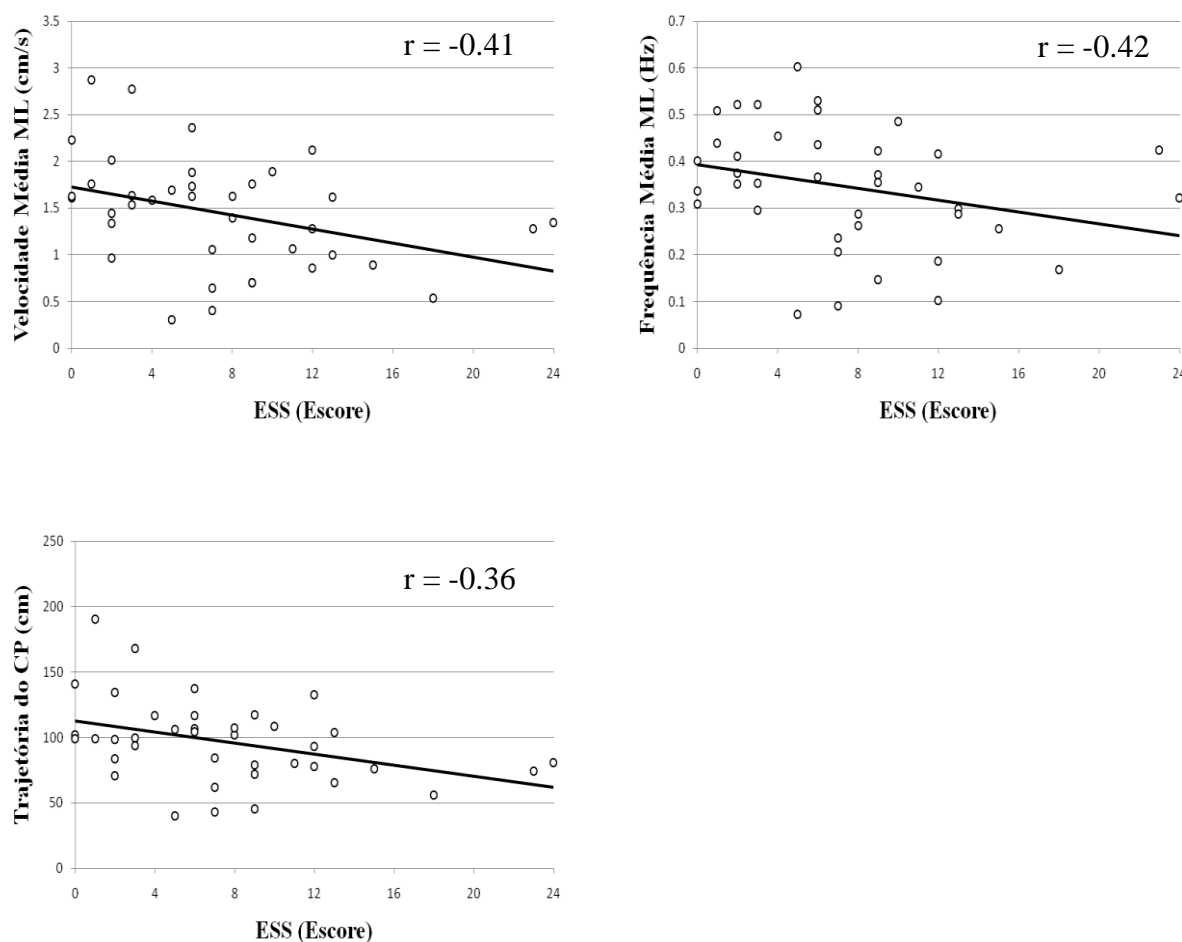 r = -0.41
Velocidade Média ML (cm/s)
3.5
3
2.5
2
1.5
1
0.5
0
0 4 8 12 16 20 24
ESS (Escore)
r = -0.42
Frequência Média ML (Hz)
0.7
0.6
0.5
0.4
0.3
0.2
0.1
0
0 4 8 12 16 20 24
ESS (Escore)
r = -0.36
Trajetória do CP (cm)
250
200
150
100
50
0
0 4 8 12 16 20 24
ESS (Escore)